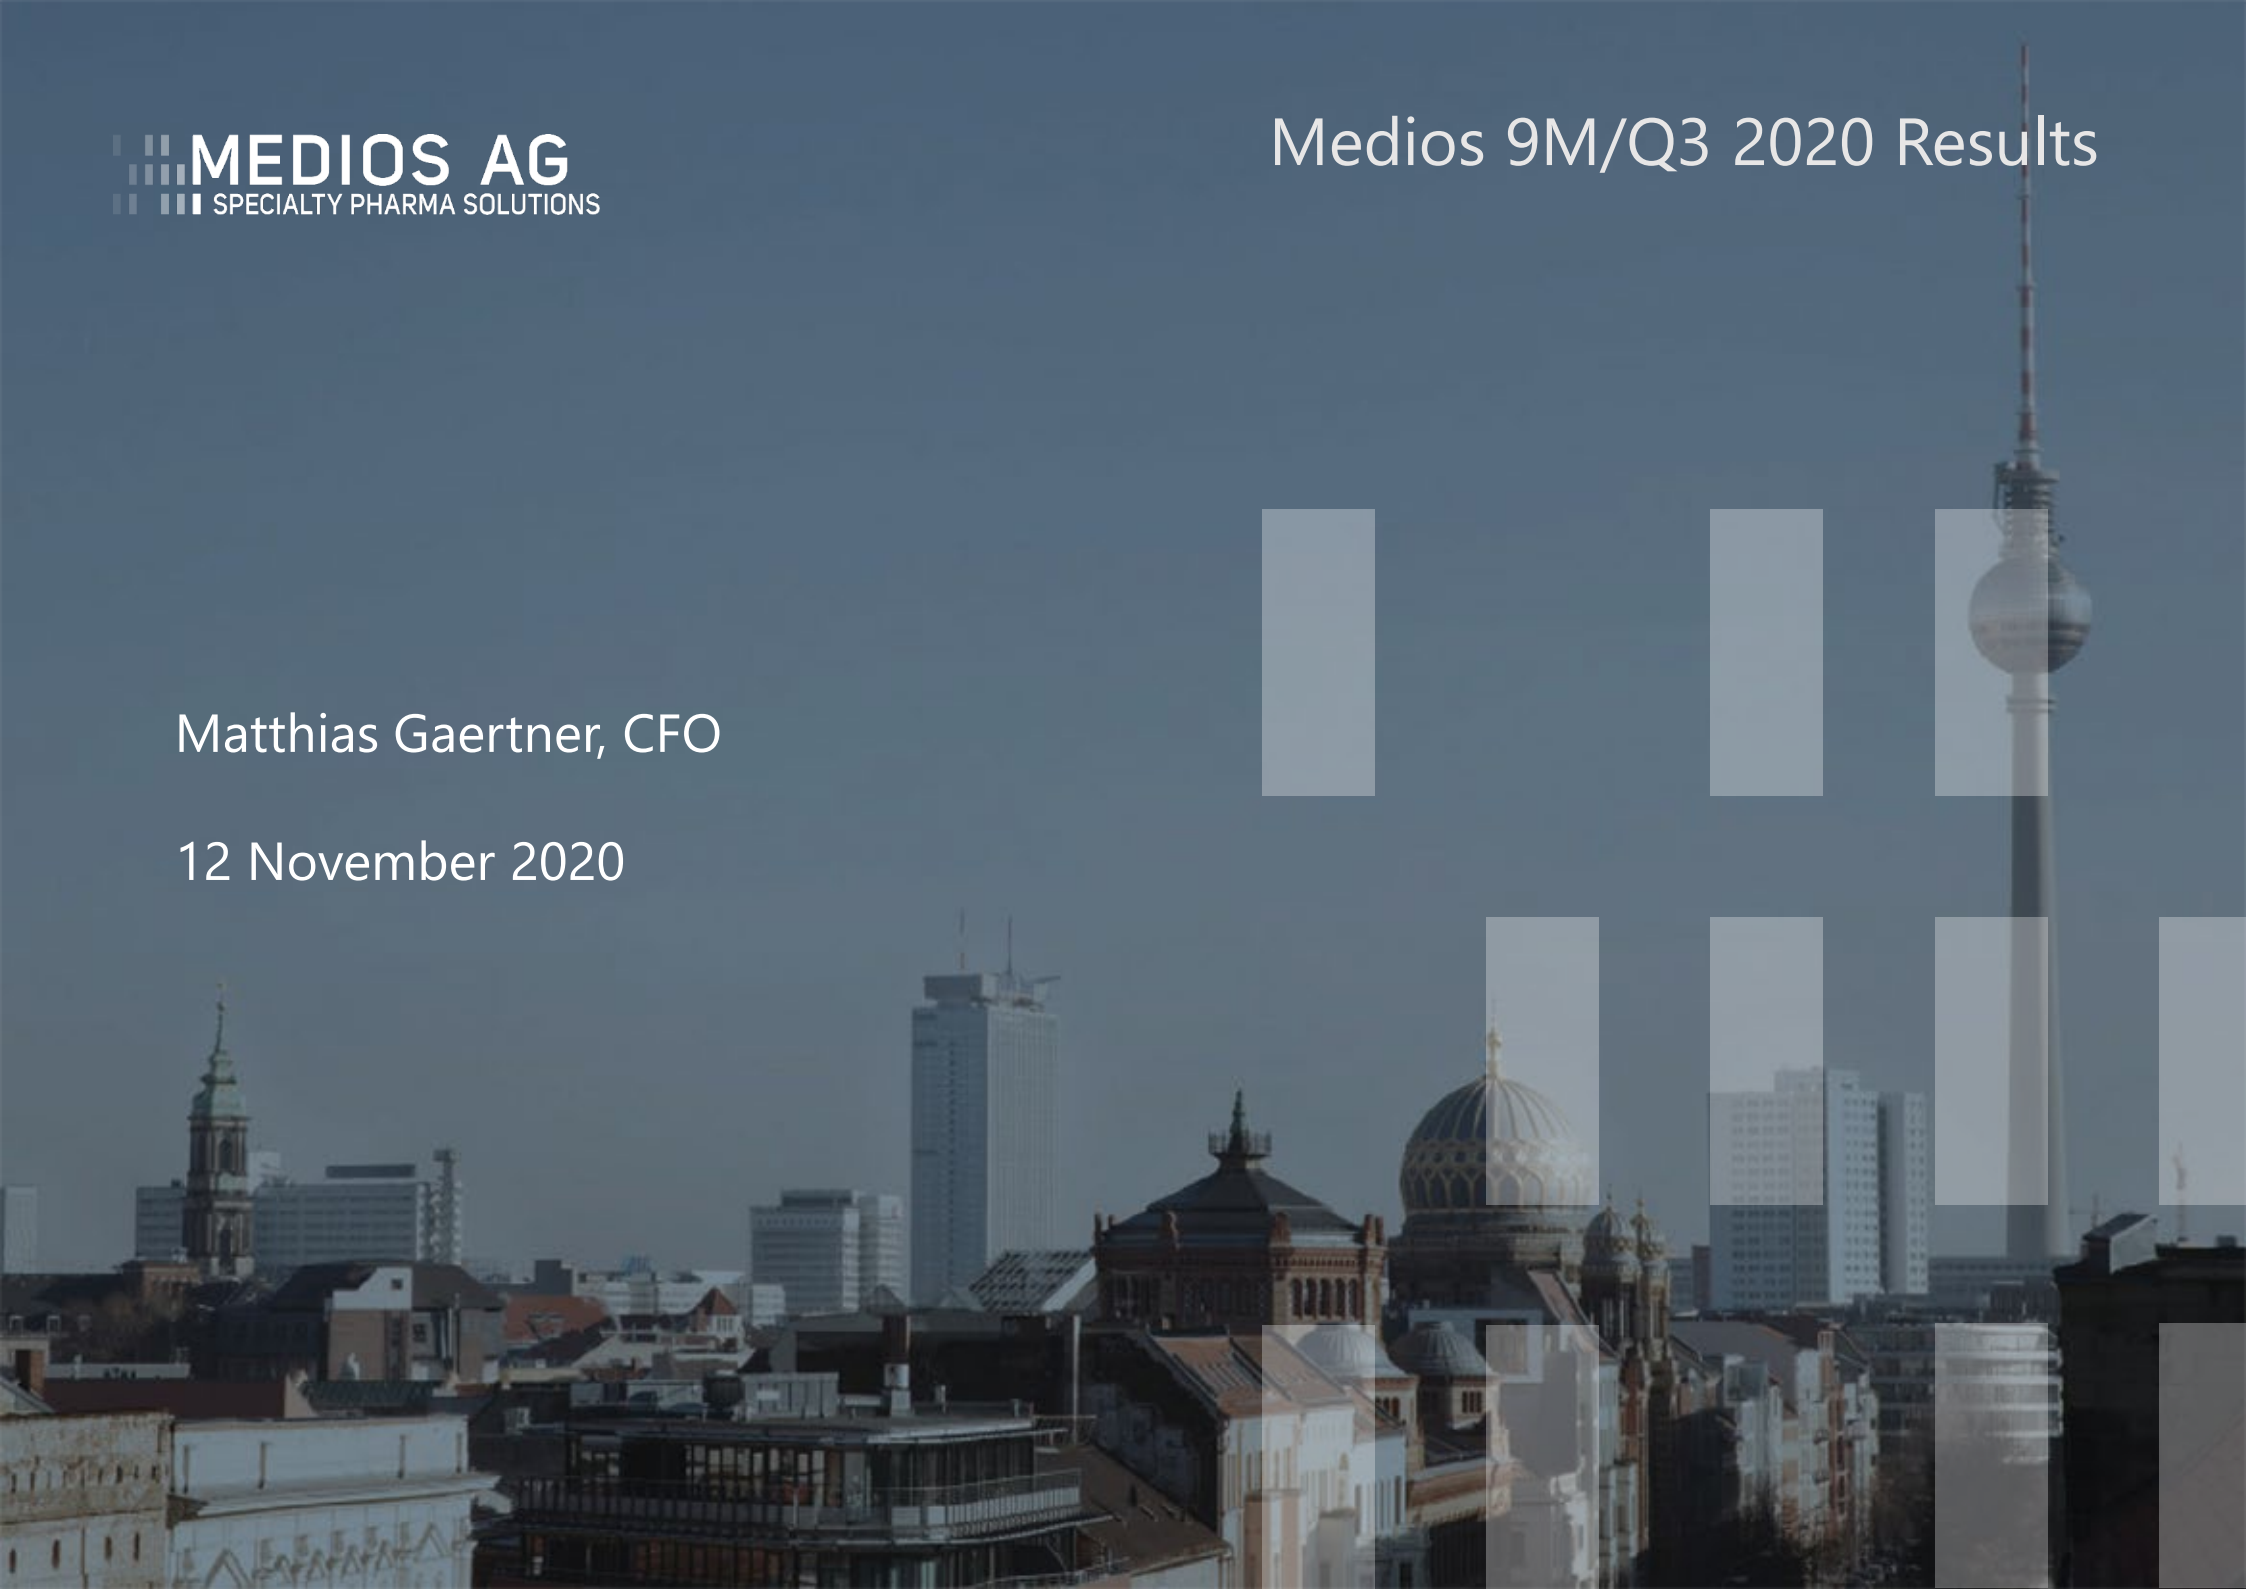 MEDIOS AG
SPECIALTY PHARMA SOLUTIONS
Medios 9M/Q3 2020 Results
Matthias Gaertner, CFO
12 November 2020